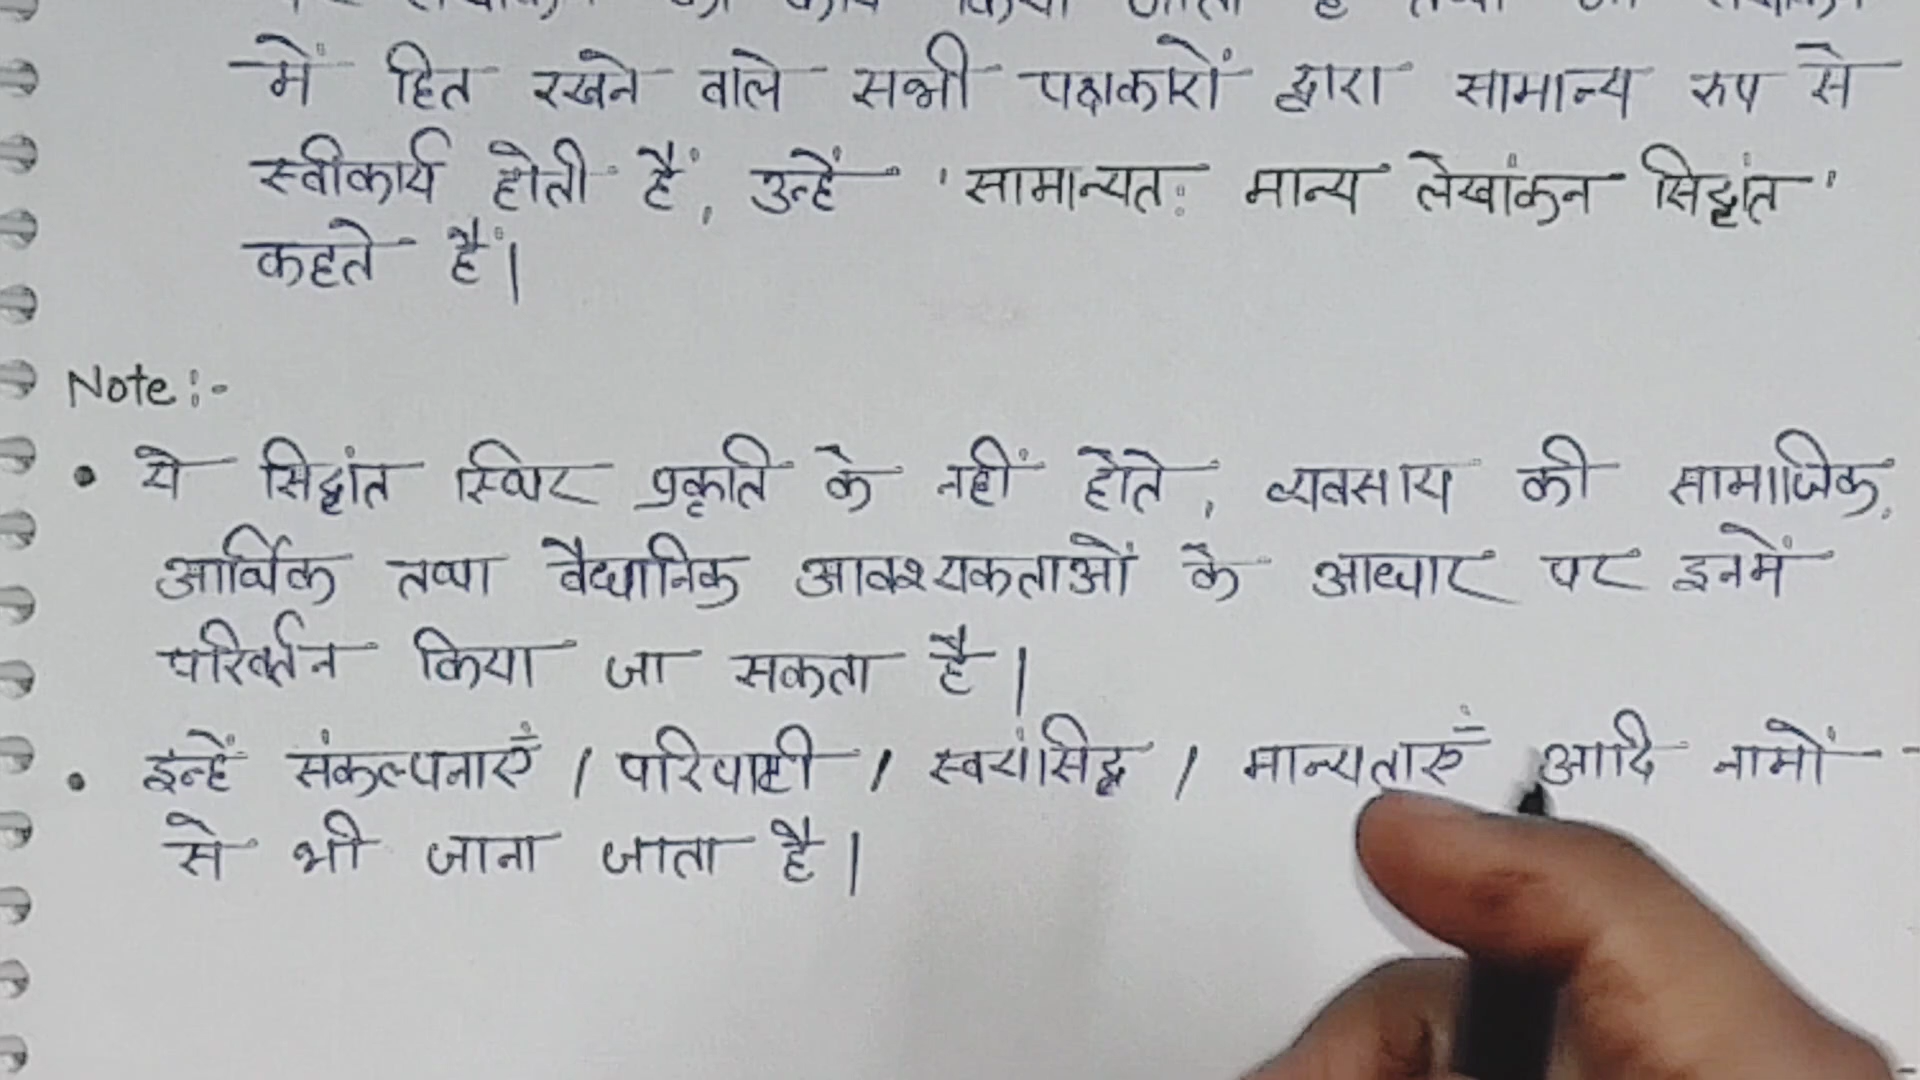 किया जाता है तथा जो
में हित रखने वाले सभी पक्षकारों द्वारा सामान्य रुप से
स्वीकार्य होती हैं, उन्हें 'सामान्यतः मान्य लेखांकन सिद्धांत'
कहते हैं।
Note:-
• ये सिद्धांत स्थिर प्रकृति के नहीं होते, व्यवसाय की सामाजिक,
आर्थिक तथा वैधानिक आवश्यकताओं के आधार पर इनमें
परिवर्तन किया जा सकता है।
• इन्हें संकल्पनाएँ / परिपाटी / स्वयंसिद्ध / मान्यताएँ आदि नामों
से भी जाना जाता है।